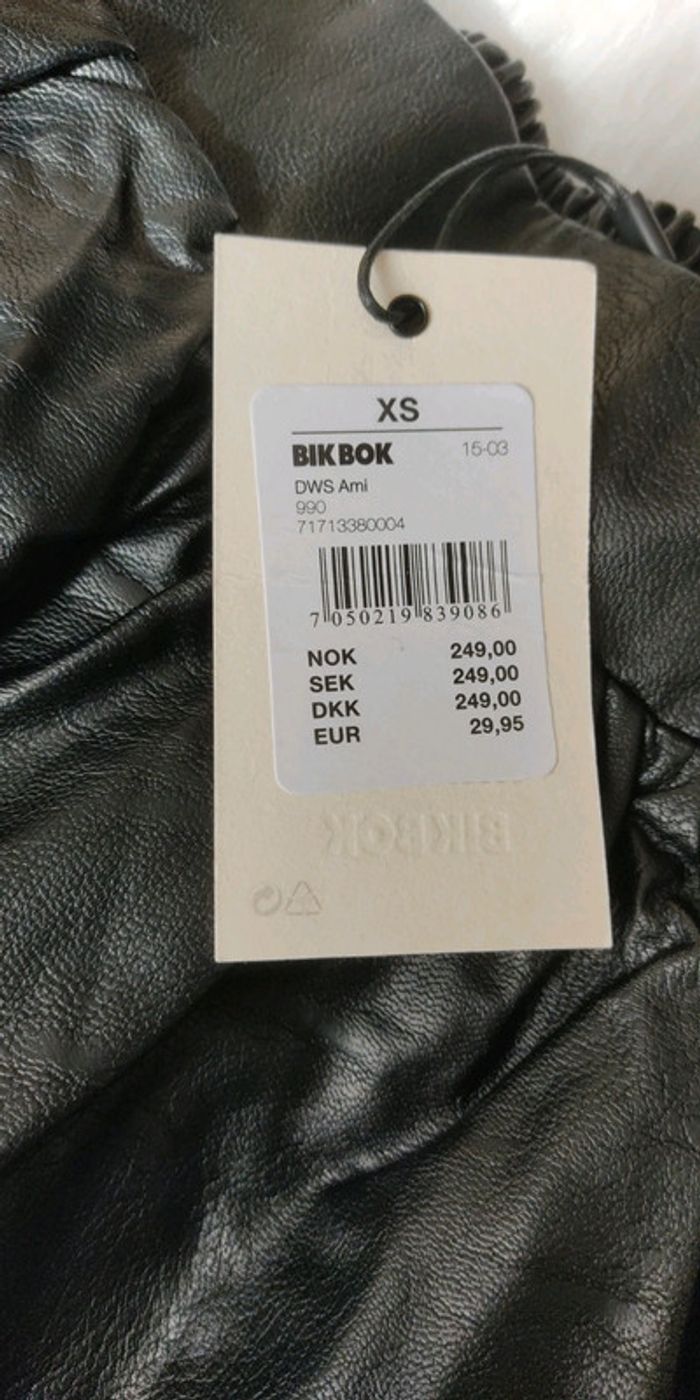 XS
BIKBOK 15-03
DWS Ami
990
71713380004
7 050219 839086
NOK 249,00
SEK 249,00
DKK 249,00
EUR 29,95
BIKBOK